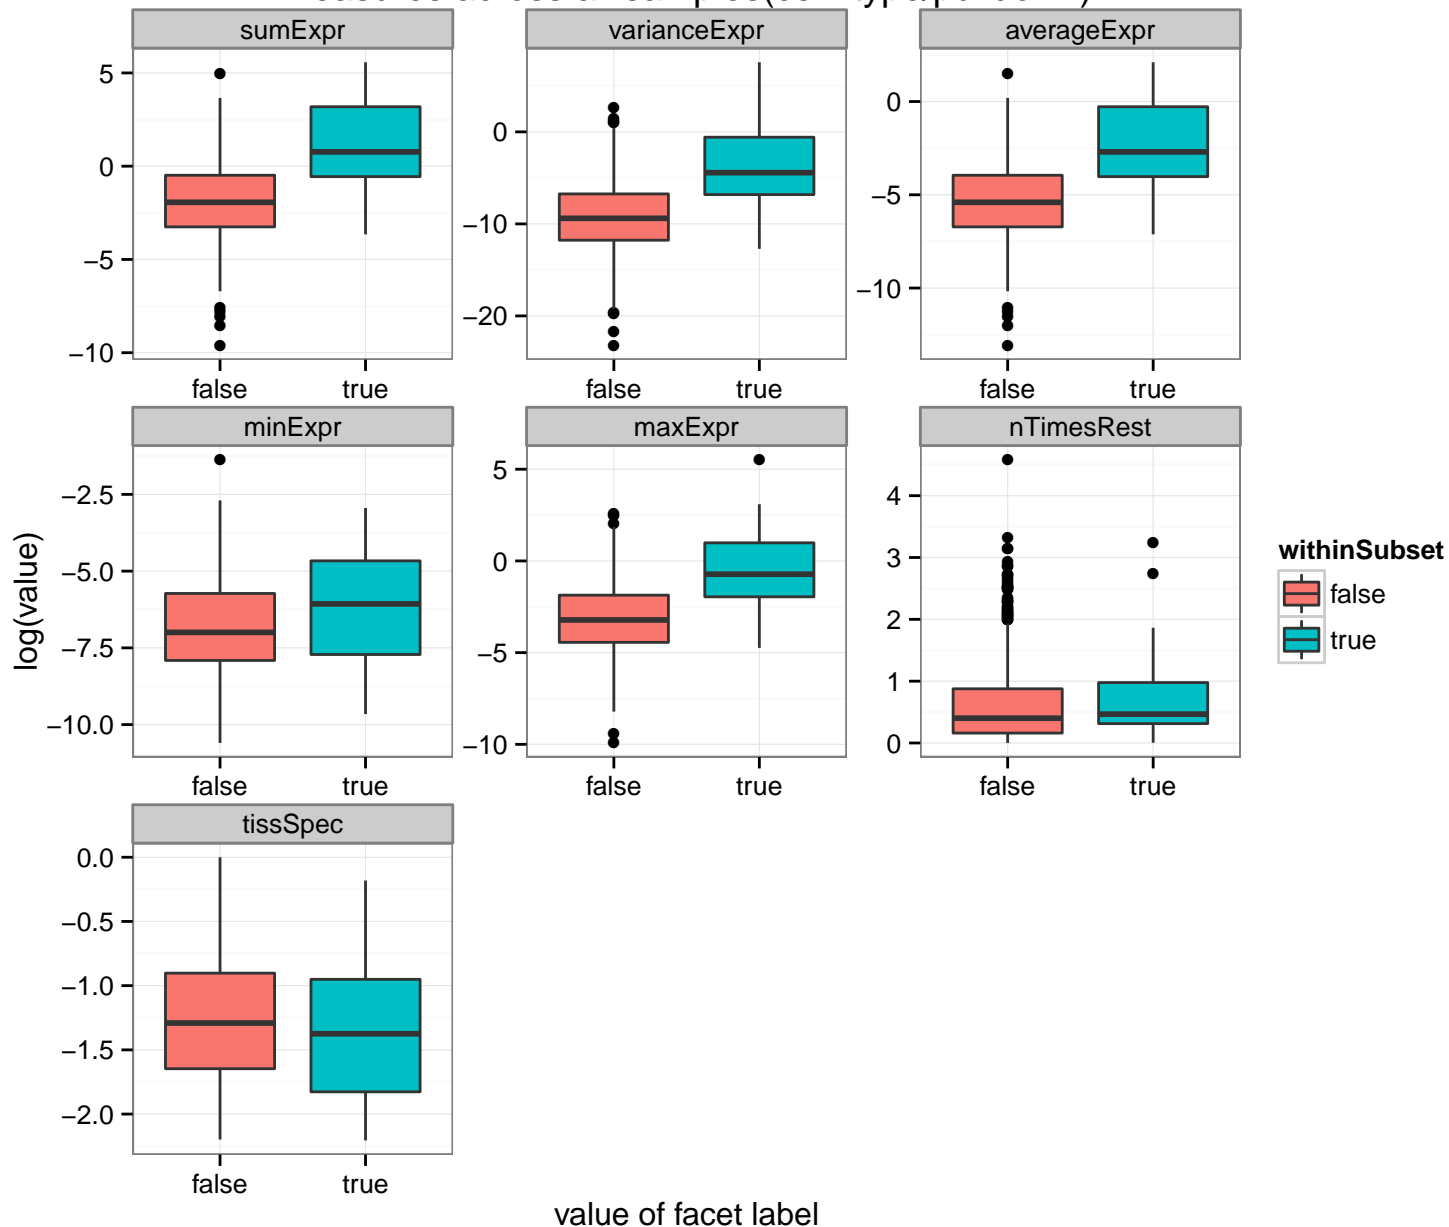 sumExpr varianceExpr averageExpr
5
0
−5
−10
0
−10
−20
0
−5
−10
false true false true false true
minExpr maxExpr nTimesRest
−2.5
−5.0
−7.5
−10.0
5
0
−5
−10
4
3
2
1
0
false true false true false true
tissSpec
0.0
−0.5
−1.0
−1.5
−2.0
false true
log(value)
value of facet label
withinSubset
false
true